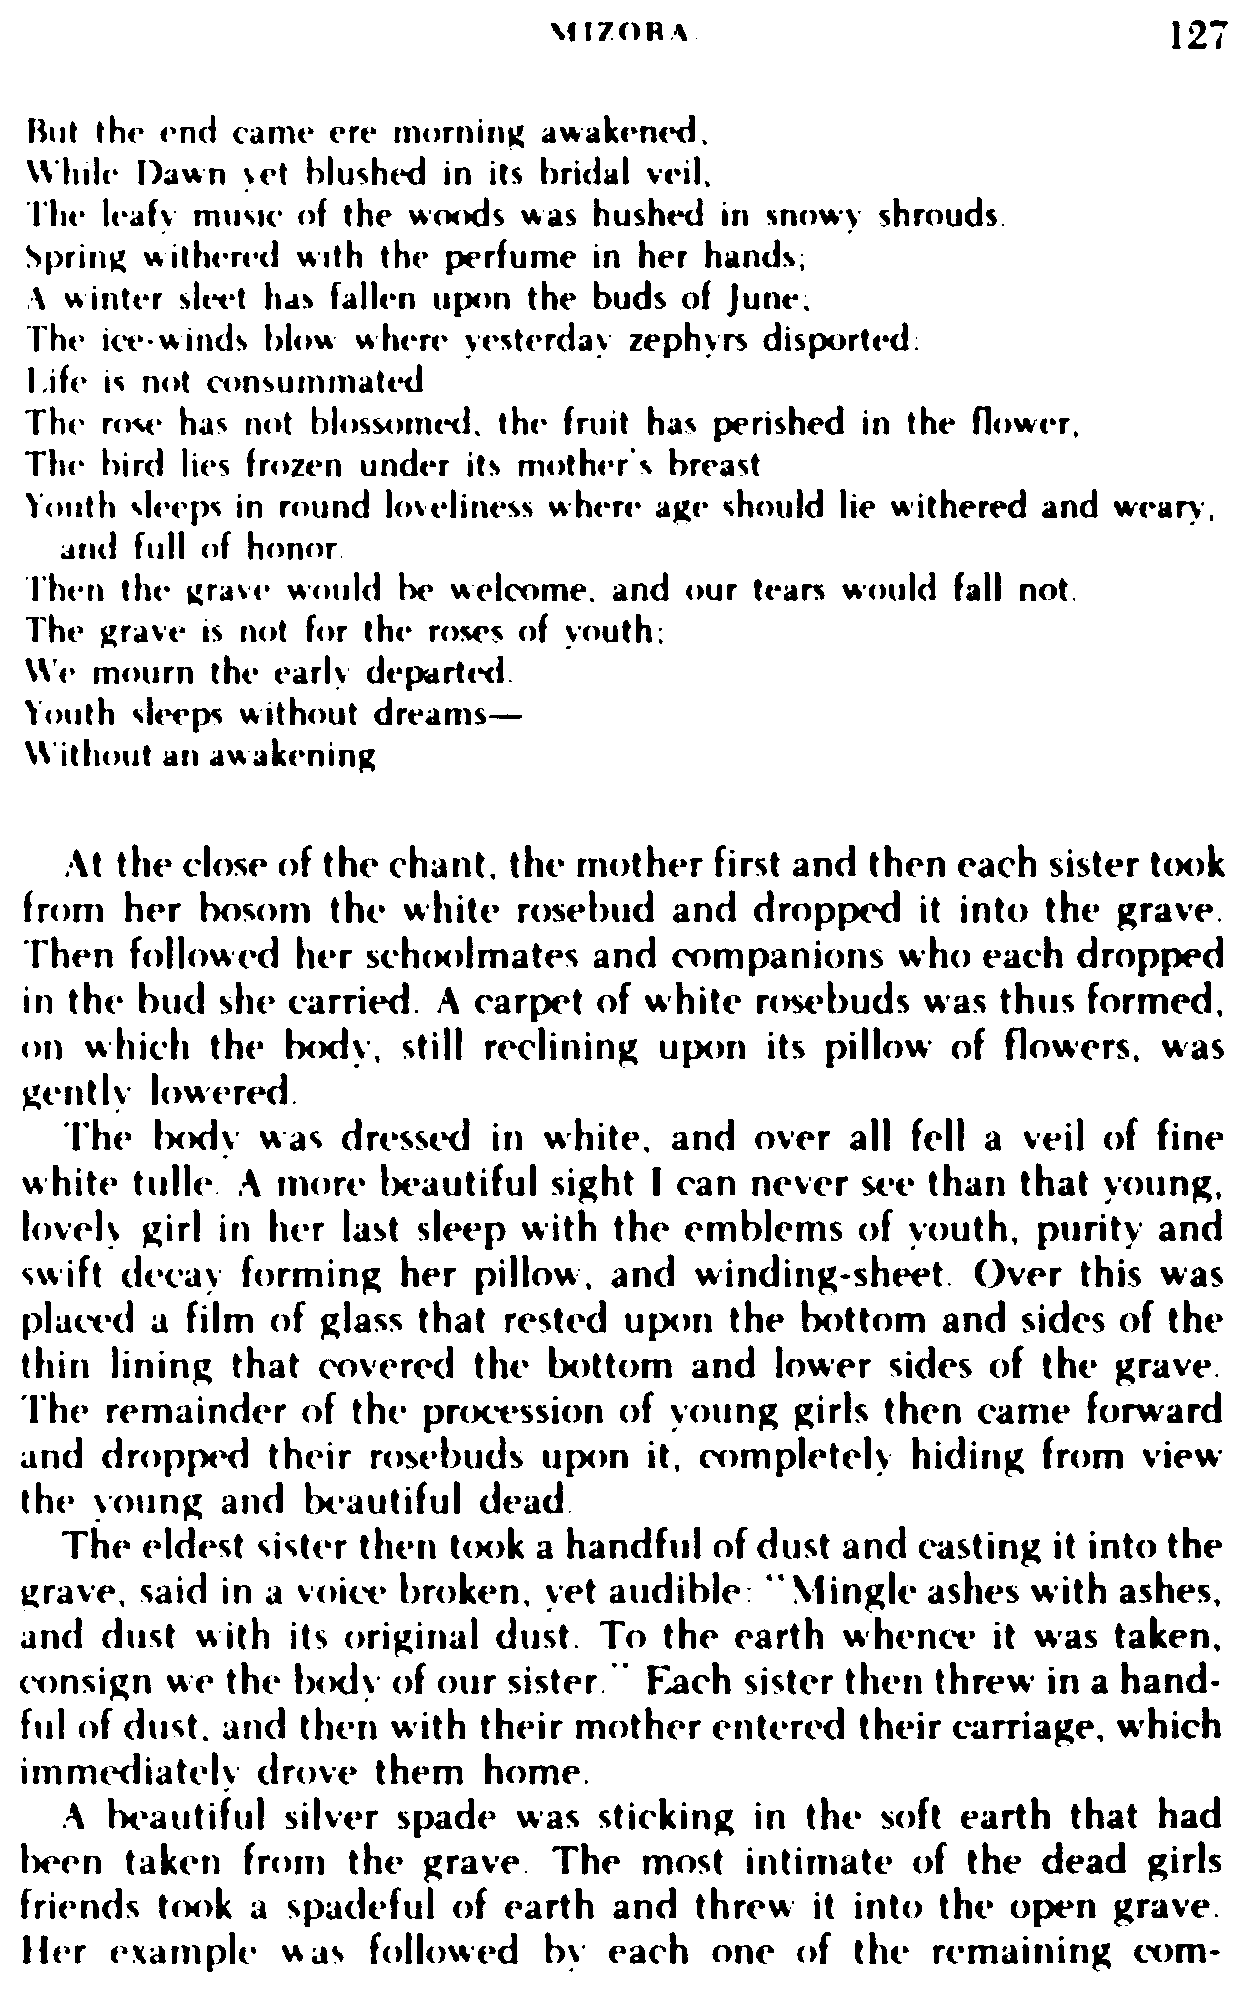 MIZORA 127
But the end came ere morning awakened,
While Dawn yet blushed in its bridal veil,
The leafy music of the woods was hushed in snowy shrouds.
Spring withered with the perfume in her hands;
A winter sleet has fallen upon the buds of June;
The ice-winds blow where yesterday zephyrs disported:
Life is not consummated
The rose has not blossomed, the fruit has perished in the flower,
The bird lies frozen under its mother's breast
Youth sleeps in round loveliness where age should lie withered and weary,
and full of honor.
Then the grave would be welcome, and our tears would fall not.
The grave is not for the roses of youth;
We mourn the early departed.
Youth sleeps without dreams—
Without an awakening
At the close of the chant, the mother first and then each sister took
from her bosom the white rosebud and dropped it into the grave.
Then followed her schoolmates and companions who each dropped
in the bud she carried. A carpet of white rosebuds was thus formed,
on which the body, still reclining upon its pillow of flowers, was
gently lowered.
The body was dressed in white, and over all fell a veil of fine
white tulle. A more beautiful sight I can never see than that young,
lovely girl in her last sleep with the emblems of youth, purity and
swift decay forming her pillow, and winding-sheet. Over this was
placed a film of glass that rested upon the bottom and sides of the
thin lining that covered the bottom and lower sides of the grave.
The remainder of the procession of young girls then came forward
and dropped their rosebuds upon it, completely hiding from view
the young and beautiful dead.
The eldest sister then took a handful of dust and casting it into the
grave, said in a voice broken, yet audible: "Mingle ashes with ashes,
and dust with its original dust. To the earth whence it was taken,
consign we the body of our sister." Each sister then threw in a hand-
ful of dust, and then with their mother entered their carriage, which
immediately drove them home.
A beautiful silver spade was sticking in the soft earth that had
been taken from the grave. The most intimate of the dead girls
friends took a spadeful of earth and threw it into the open grave.
Her example was followed by each one of the remaining com-